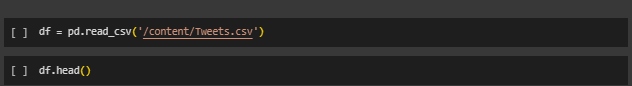 [ ] df = pd.read_csv('/content/Tweets.csv')
[ ] df.head()